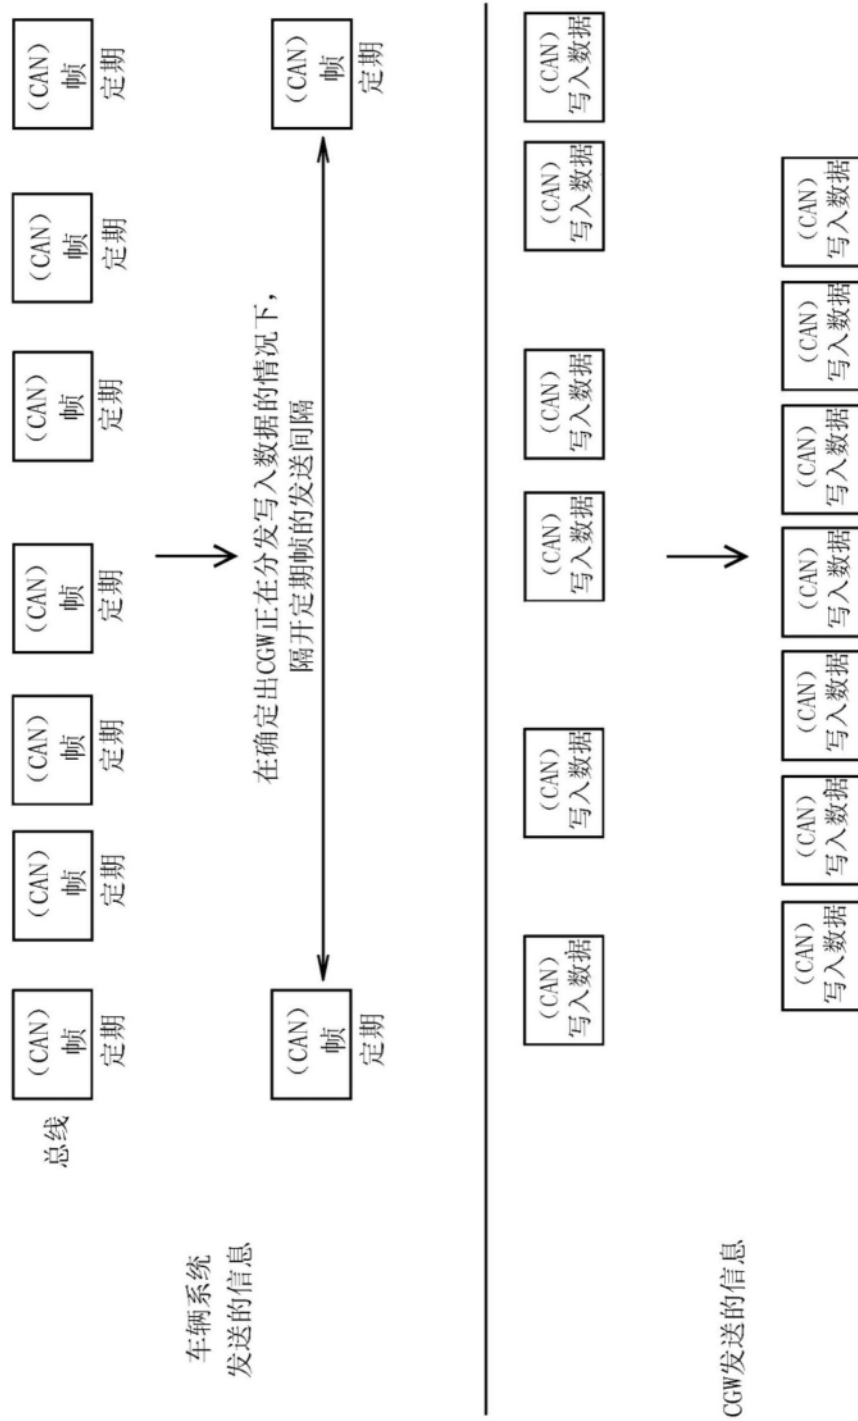 总线
(CAN)
帧
定期
(CAN)
帧
定期
(CAN)
帧
定期
(CAN)
帧
定期
(CAN)
帧
定期
(CAN)
帧
定期
(CAN)
帧
定期
车辆系统
发送的信息
在确定出CGW正在分发写入数据的情况下,
隔开定期帧的发送间隔
(CAN)
帧
定期
(CAN)
帧
定期
(CAN)
写入数据
(CAN)
写入数据
(CAN)
写入数据
(CAN)
写入数据
(CAN)
写入数据
(CAN)
写入数据
CGW发送的信息
(CAN)
写入数据
(CAN)
写入数据
(CAN)
写入数据
(CAN)
写入数据
(CAN)
写入数据
(CAN)
写入数据
(CAN)
写入数据